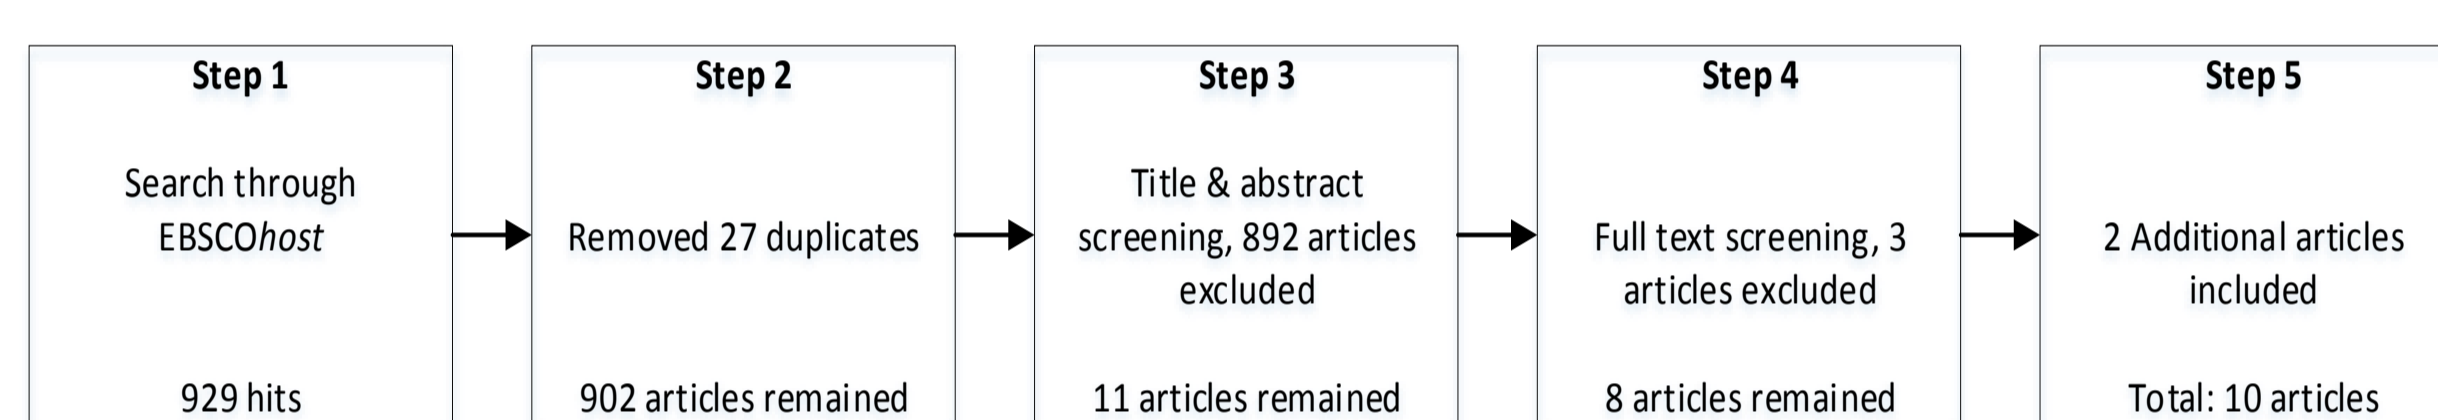 Step 1
Search through
EBSCOhost
929 hits
Step 2
Removed 27 duplicates
902 articles remained
Step 3
Title & abstract
screening, 892 articles
excluded
11 articles remained
Step 4
Full text screening, 3
articles excluded
8 articles remained
Step 5
2 Additional articles
included
Total: 10 articles